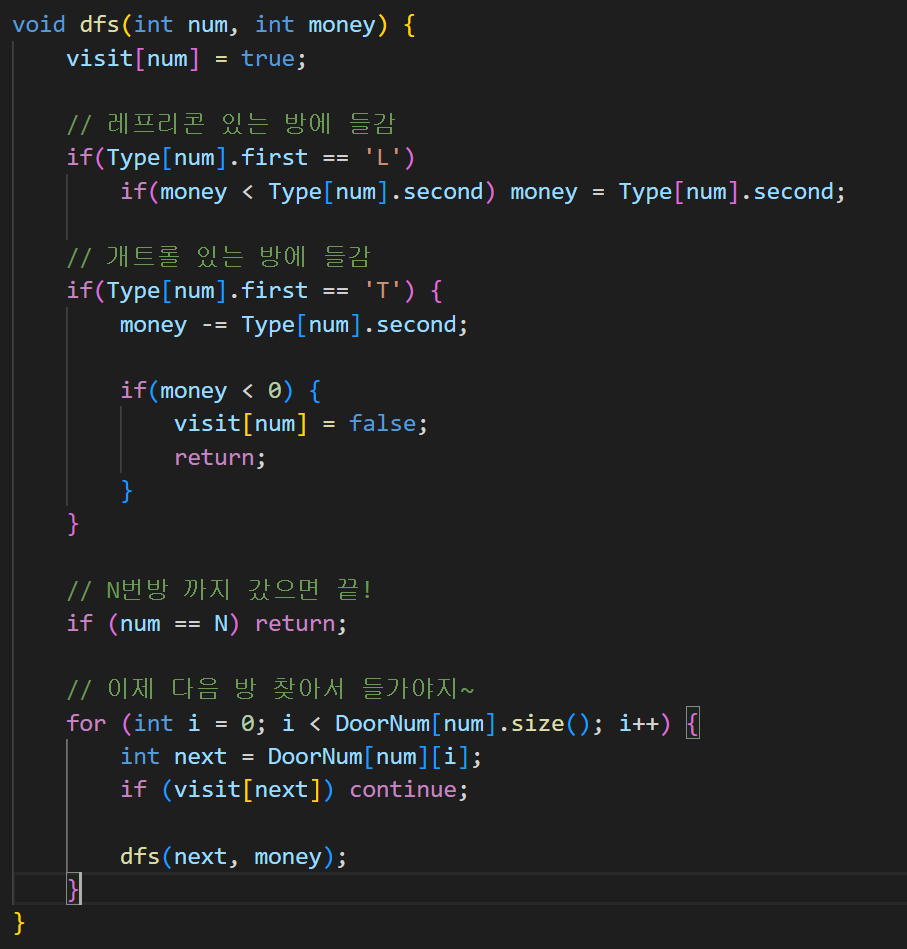 void dfs(int num, int money) {
    visit[num] = true;

    // 레프리콘 있는 방에 들감
    if(Type[num].first == 'L')
        if(money < Type[num].second) money = Type[num].second;

    // 개트롤 있는 방에 들감
    if(Type[num].first == 'T') {
        money -= Type[num].second;

        if(money < 0) {
            visit[num] = false;
            return;
        }
    }

    // N번방 까지 갔으면 끝!
    if (num == N) return;

    // 이제 다음 방 찾아서 들가야지~
    for (int i = 0; i < DoorNum[num].size(); i++) {
        int next = DoorNum[num][i];
        if (visit[next]) continue;

        dfs(next, money);
    }
}